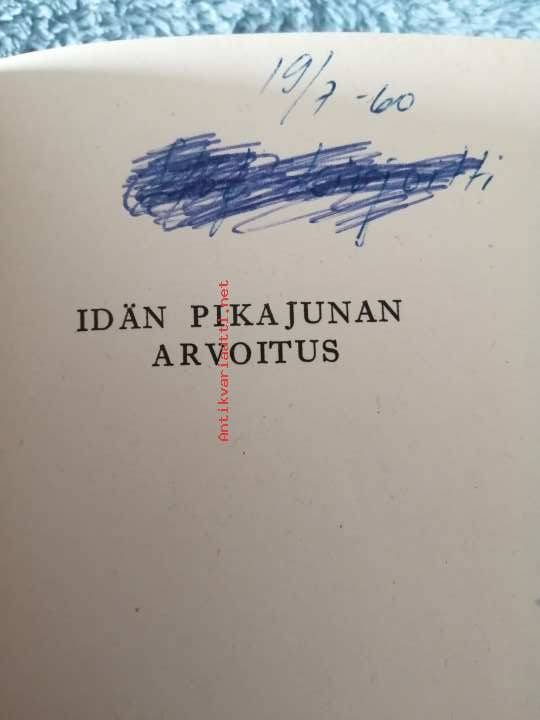 19/7 -60
IDÄN PIKAJUNAN
ARVOITUS
Antikvariaatti.net